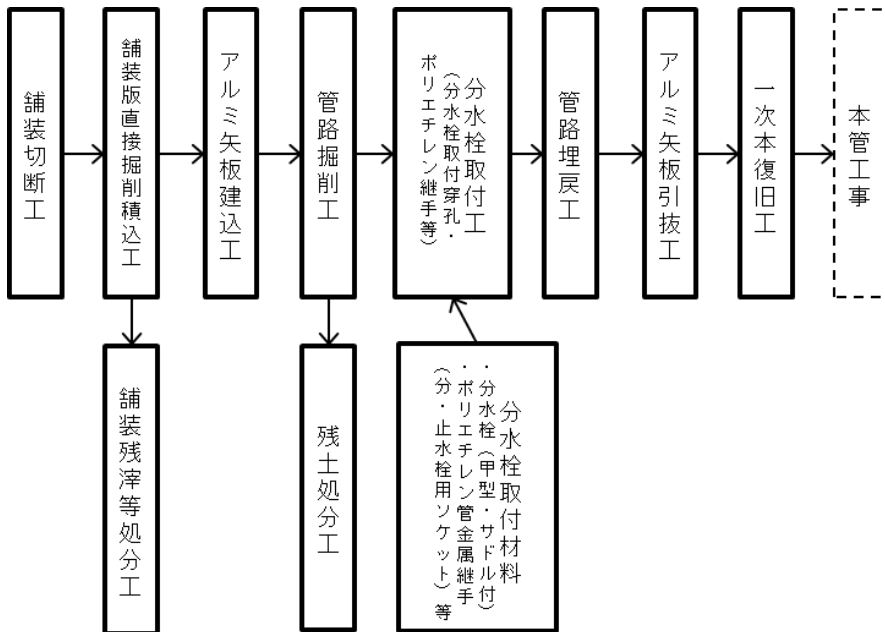 舗装切断工
舗装版直接掘削積込工
アルミ矢板建込工
管路掘削工
分水栓取付工
(分水栓取付穿孔・
ポリエチレン継手等)
管路埋戻工
アルミ矢板引抜工
一次本復旧工
本管工事
舗装残滓等処分工
残土処分工
分水栓取付材料
・分水栓(甲型・サドル付)
・ポリエチレン管金属継手
(分・止水栓用ソケット)等